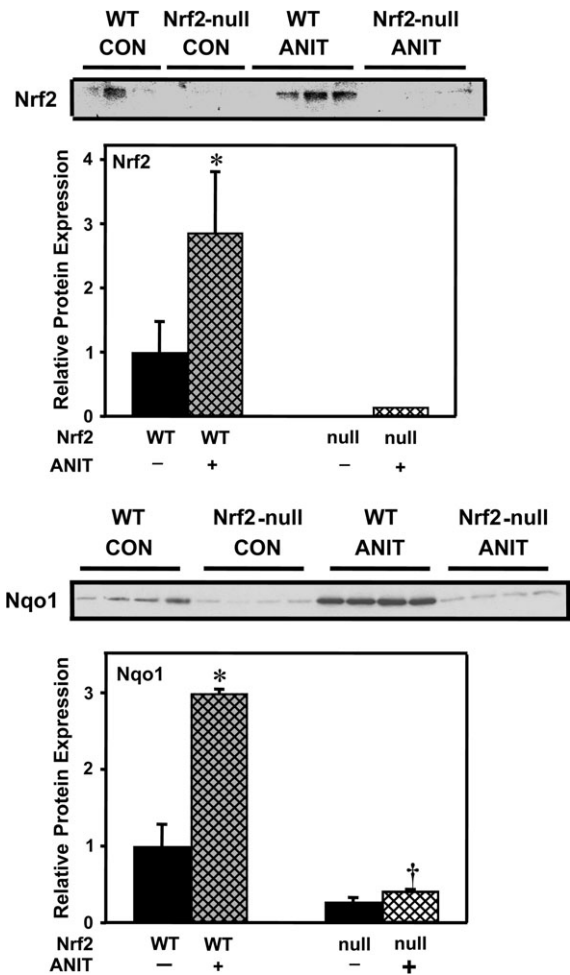 WT Nrf2-null WT Nrf2-null
CON CON ANIT ANIT
Nrf2
4
Nrf2
*
3
2
1
0
Relative Protein Expression
Nrf2 WT WT null null
ANIT – + – +
WT Nrf2-null WT Nrf2-null
CON CON ANIT ANIT
Nqo1
Nqo1
*
3
2
1
†
0
Relative Protein Expression
Nrf2 WT WT null null
ANIT – + – +